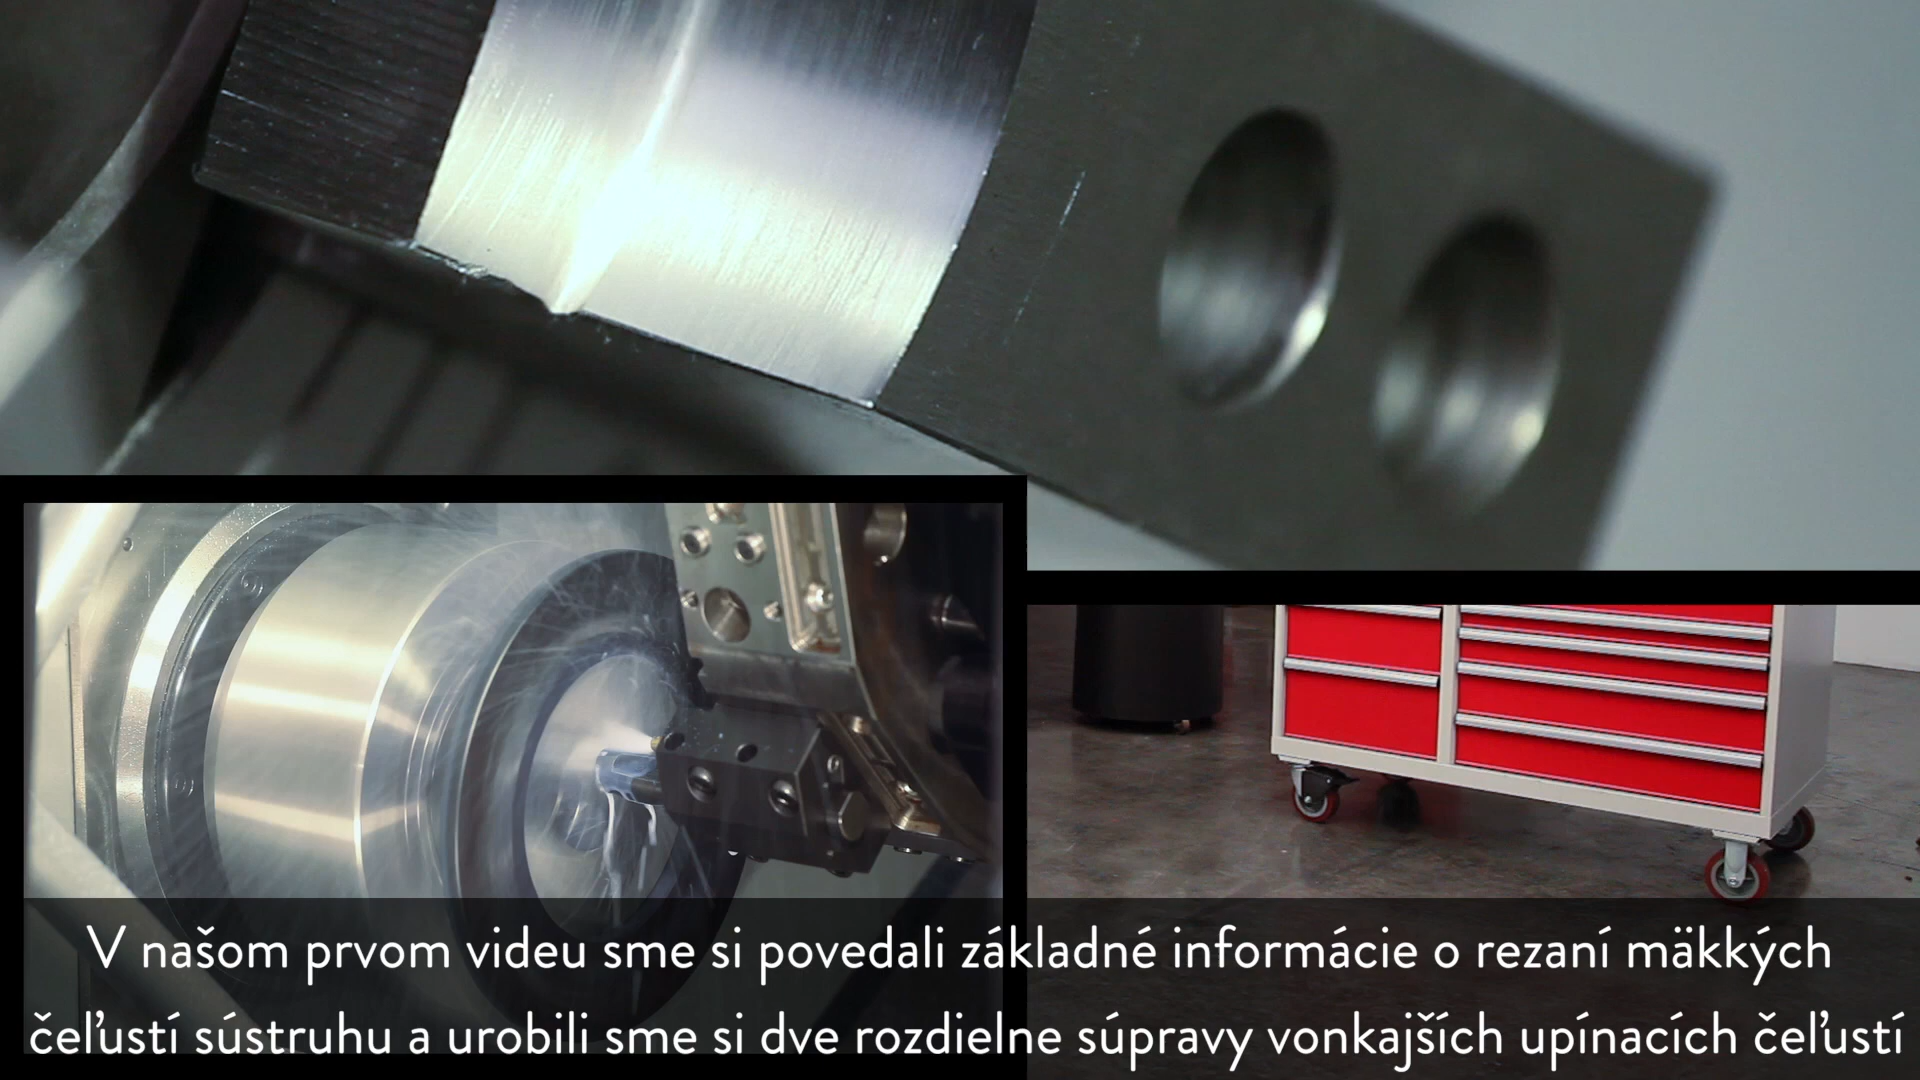 V našom prvom videu sme si povedali základné informácie o rezaní mäkkých
čeľustí sústruhu a urobili sme si dve rozdielne súpravy vonkajších upínacích čeľustí